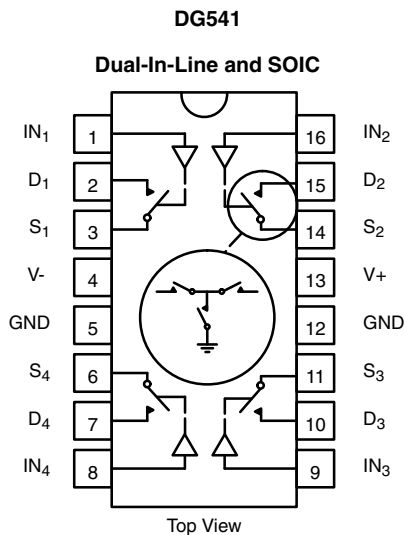 DG541
Dual-In-Line and SOIC
IN₁ 1 16 IN₂
D₁ 2 15 D₂
S₁ 3 14 S₂
V- 4 13 V+
GND 5 12 GND
S₄ 6 11 S₃
D₄ 7 10 D₃
IN₄ 8 9 IN₃
Top View